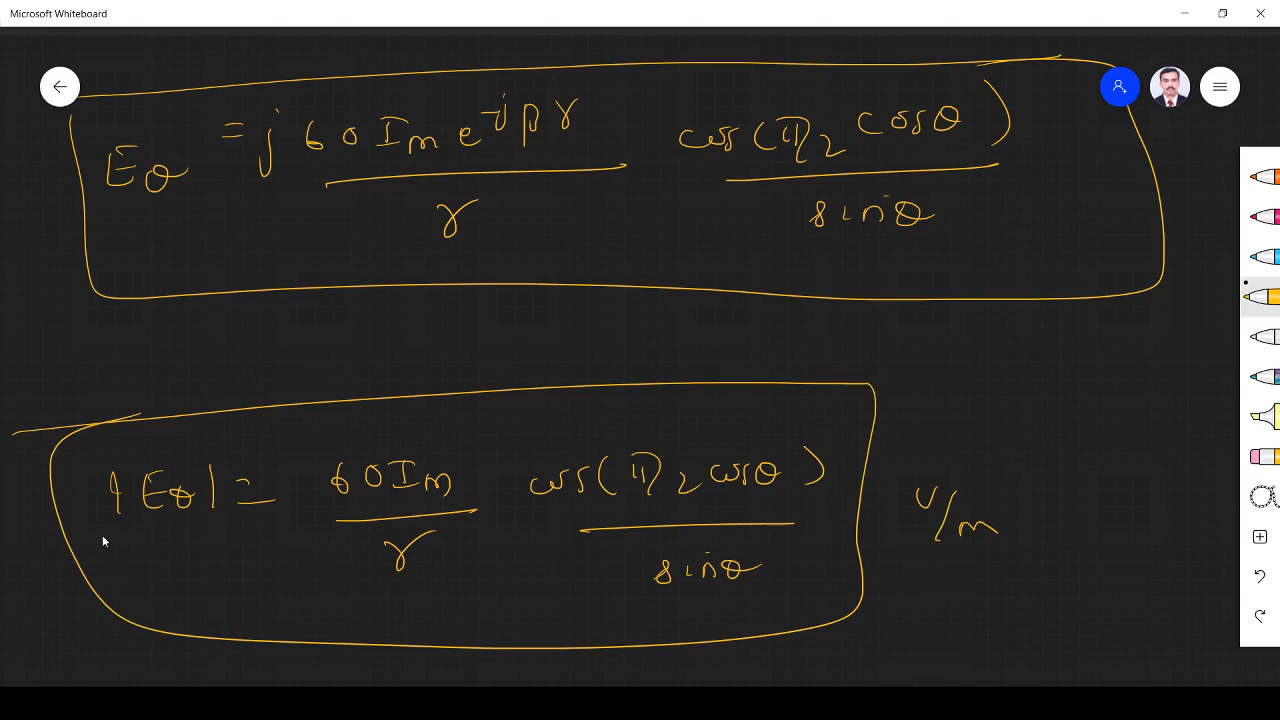 Microsoft Whiteboard
Eθ = j 60 Im e^-jβr / r cos(π/2 cosθ) / sinθ
|Eθ| = 60 Im / r cos(π/2 cosθ) / sinθ V/m